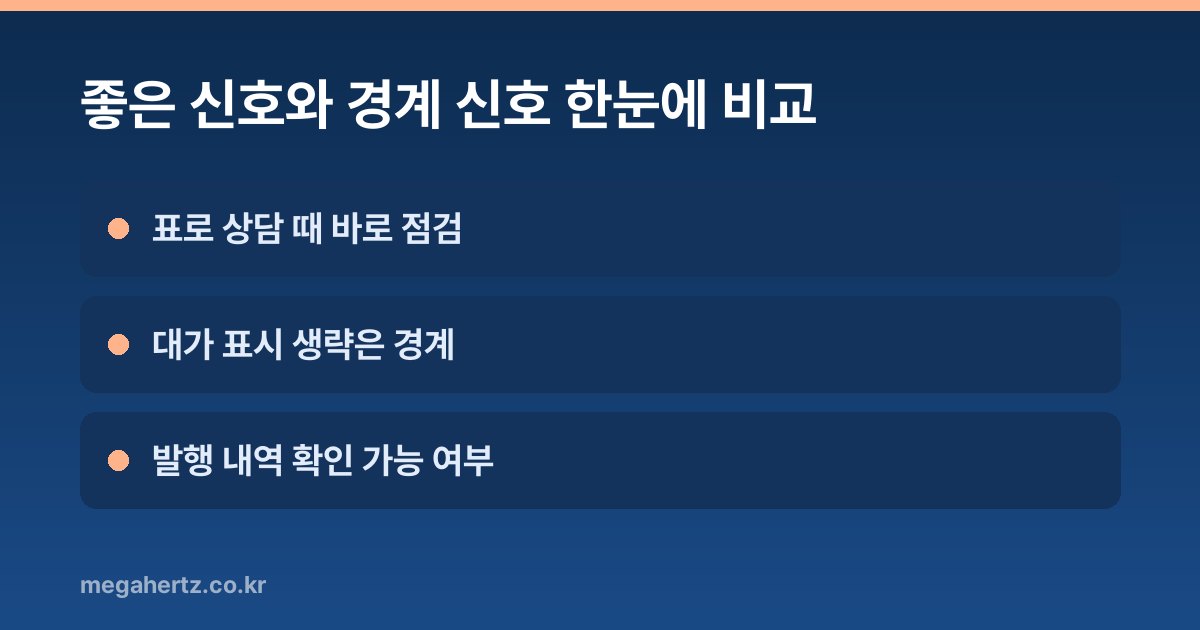 좋은 신호와 경계 신호 한눈에 비교
표로 상담 때 바로 점검
대가 표시 생략은 경계
발행 내역 확인 가능 여부
megahertz.co.kr